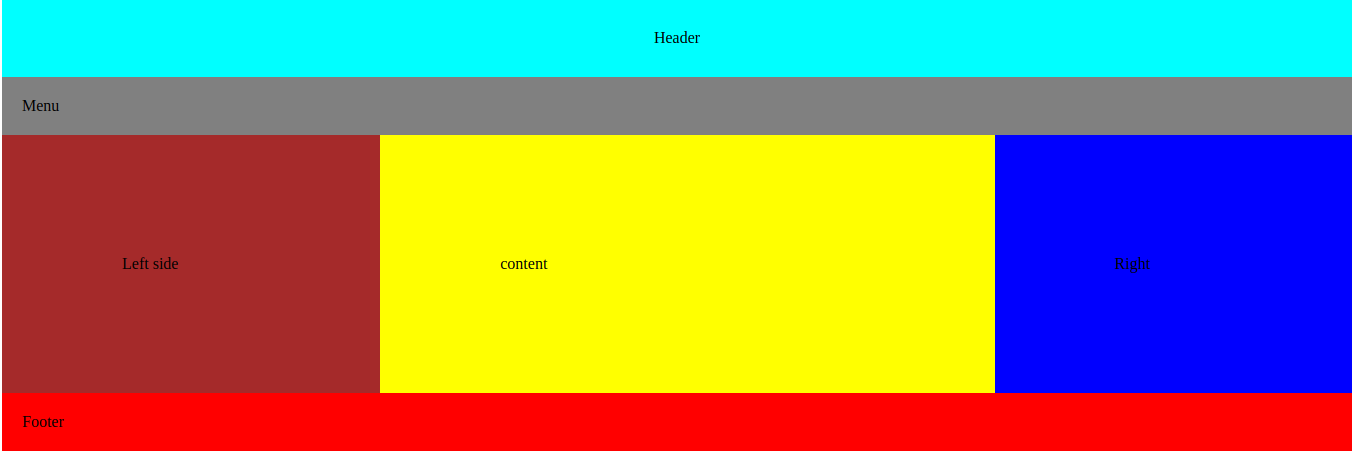 Header
Menu
Left side
content
Right
Footer